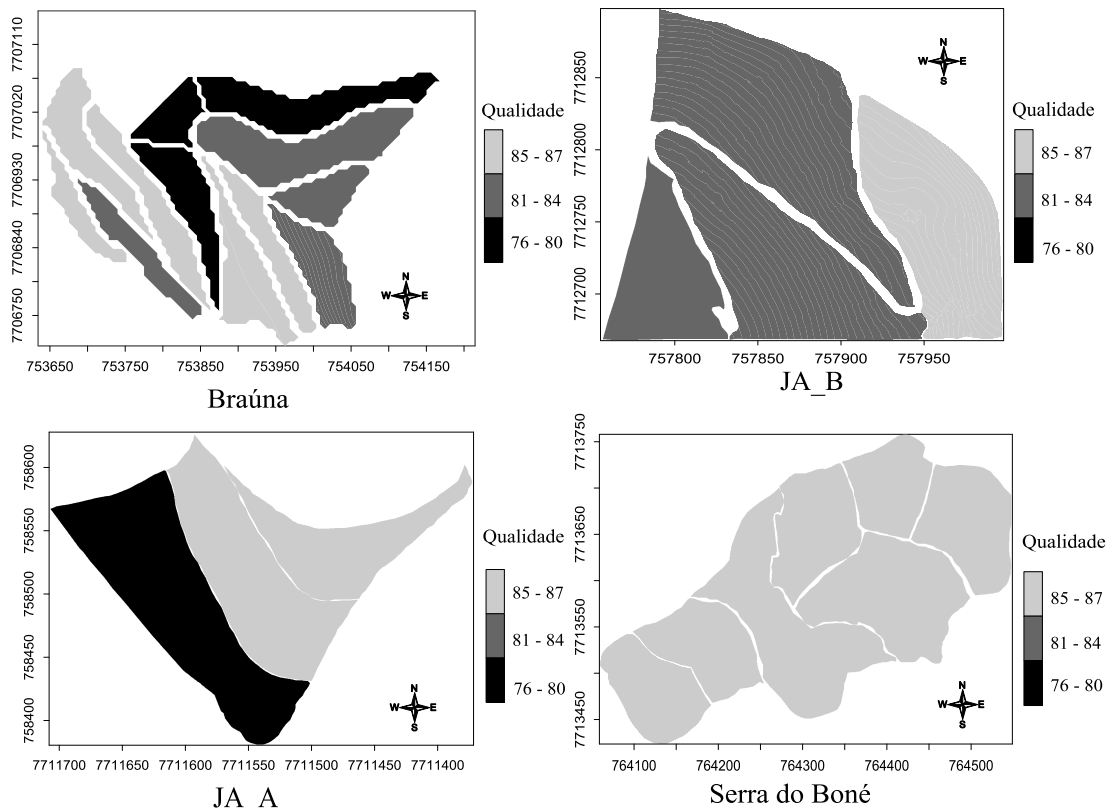 7707110
7707020
7706930
7706840
7706750
N
W E
S
753650 753750 753850 753950 754050 754150
Braúna
Qualidade
85 - 87
81 - 84
76 - 80
7712850
7712800
7712750
7712700
N
W E
S
757800 757850 757900 757950
JA_B
Qualidade
85 - 87
81 - 84
76 - 80
758600
758550
758500
758450
758400
N
W E
S
7711700 7711650 7711600 7711550 7711500 7711450 7711400
JA_A
Qualidade
85 - 87
81 - 84
76 - 80
7713750
7713650
7713550
7713450
N
W E
S
764100 764200 764300 764400 764500
Serra do Boné
Qualidade
85 - 87
81 - 84
76 - 80